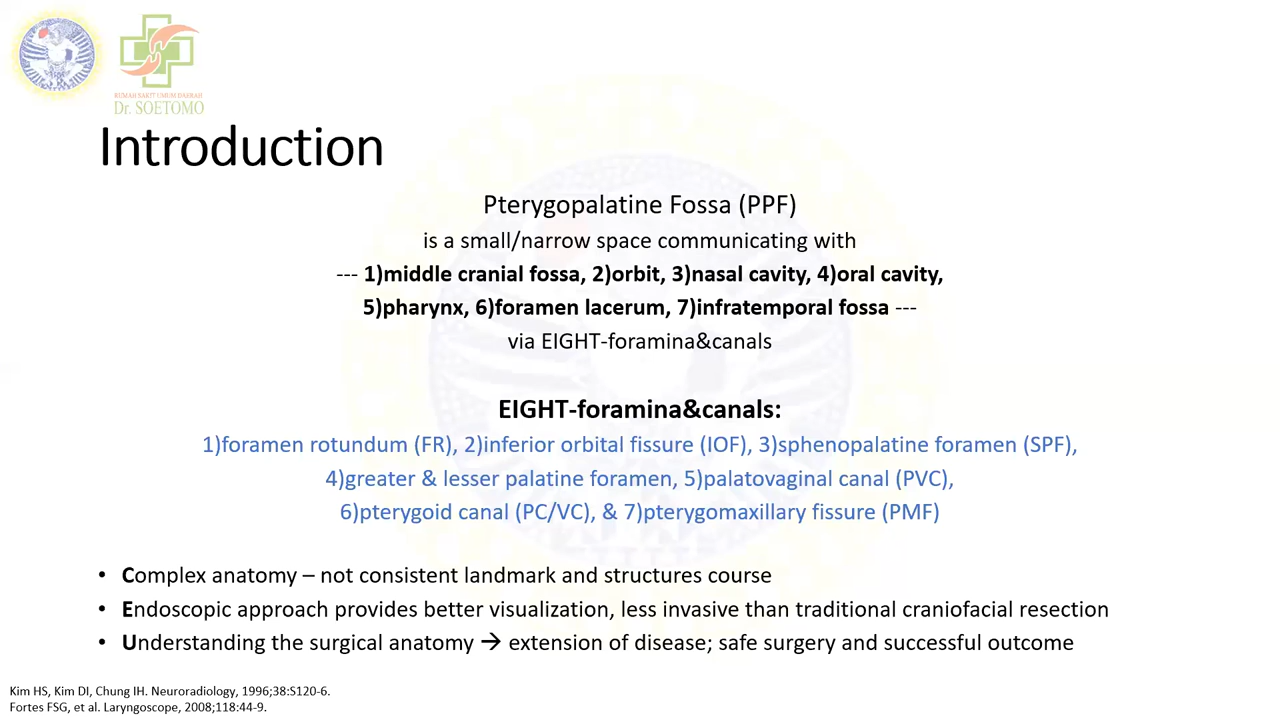 RUMAH SAKIT UMUM DAERAH
Dr. SOETOMO
Introduction
Pterygopalatine Fossa (PPF)
is a small/narrow space communicating with
--- 1)middle cranial fossa, 2)orbit, 3)nasal cavity, 4)oral cavity,
5)pharynx, 6)foramen lacerum, 7)infratemporal fossa ---
via EIGHT-foramina&canals
EIGHT-foramina&canals:
1)foramen rotundum (FR), 2)inferior orbital fissure (IOF), 3)sphenopalatine foramen (SPF),
4)greater & lesser palatine foramen, 5)palatovaginal canal (PVC),
6)pterygoid canal (PC/VC), & 7)pterygomaxillary fissure (PMF)
• Complex anatomy – not consistent landmark and structures course
• Endoscopic approach provides better visualization, less invasive than traditional craniofacial resection
• Understanding the surgical anatomy → extension of disease; safe surgery and successful outcome
Kim HS, Kim DI, Chung IH. Neuroradiology, 1996;38:S120-6.
Fortes FSG, et al. Laryngoscope, 2008;118:44-9.